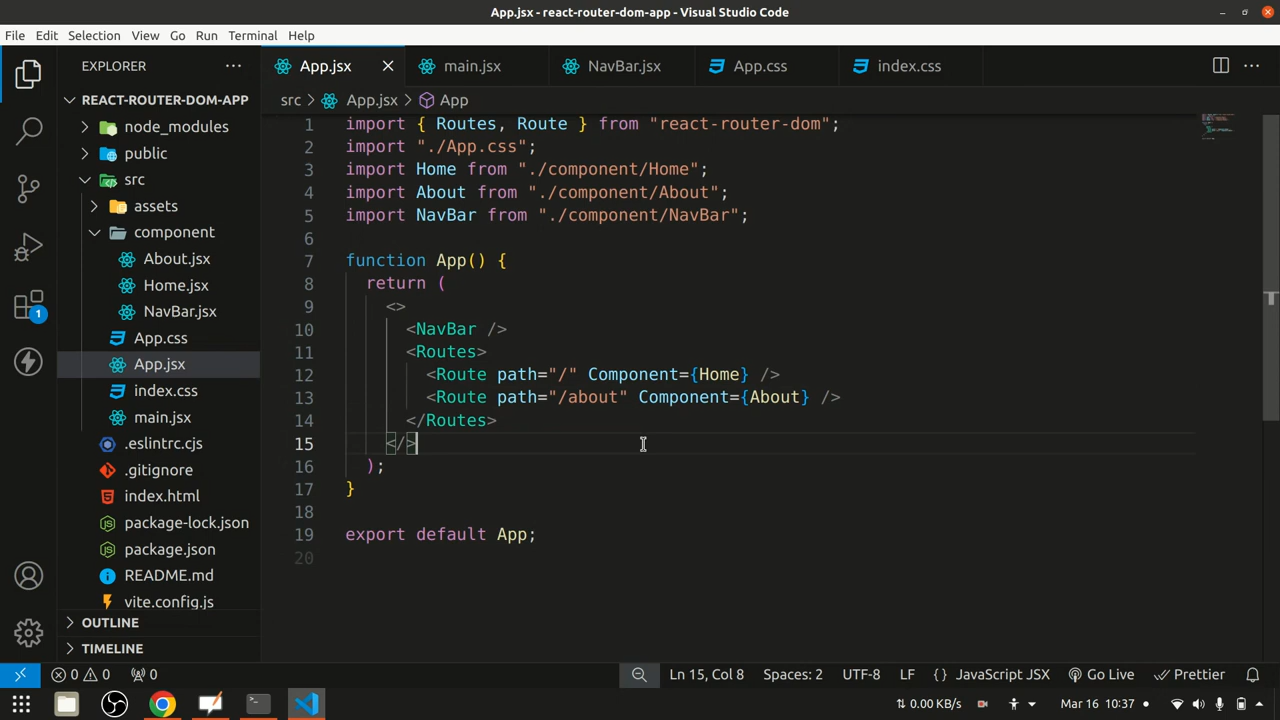 App.jsx - react-router-dom-app - Visual Studio Code
File Edit Selection View Go Run Terminal Help
EXPLORER
REACT-ROUTER-DOM-APP
node_modules
public
src
assets
component
About.jsx
Home.jsx
NavBar.jsx
App.css
App.jsx
index.css
main.jsx
.eslintrc.cjs
.gitignore
index.html
package-lock.json
package.json
README.md
vite.config.js
OUTLINE
TIMELINE
1
App.jsx main.jsx NavBar.jsx App.css index.css
src > App.jsx > App
1 import { Routes, Route } from "react-router-dom";
2 import "./App.css";
3 import Home from "./component/Home";
4 import About from "./component/About";
5 import NavBar from "./component/NavBar";
6
7 function App() {
8 return (
9 <>
10 <NavBar />
11 <Routes>
12 <Route path="/" Component={Home} />
13 <Route path="/about" Component={About} />
14 </Routes>
15 </>
16 );
17 }
18
19 export default App;
20
0 0 0 Ln 15, Col 8 Spaces: 2 UTF-8 LF {} JavaScript JSX Go Live Prettier
0.00 KB/s Mar 16 10:37